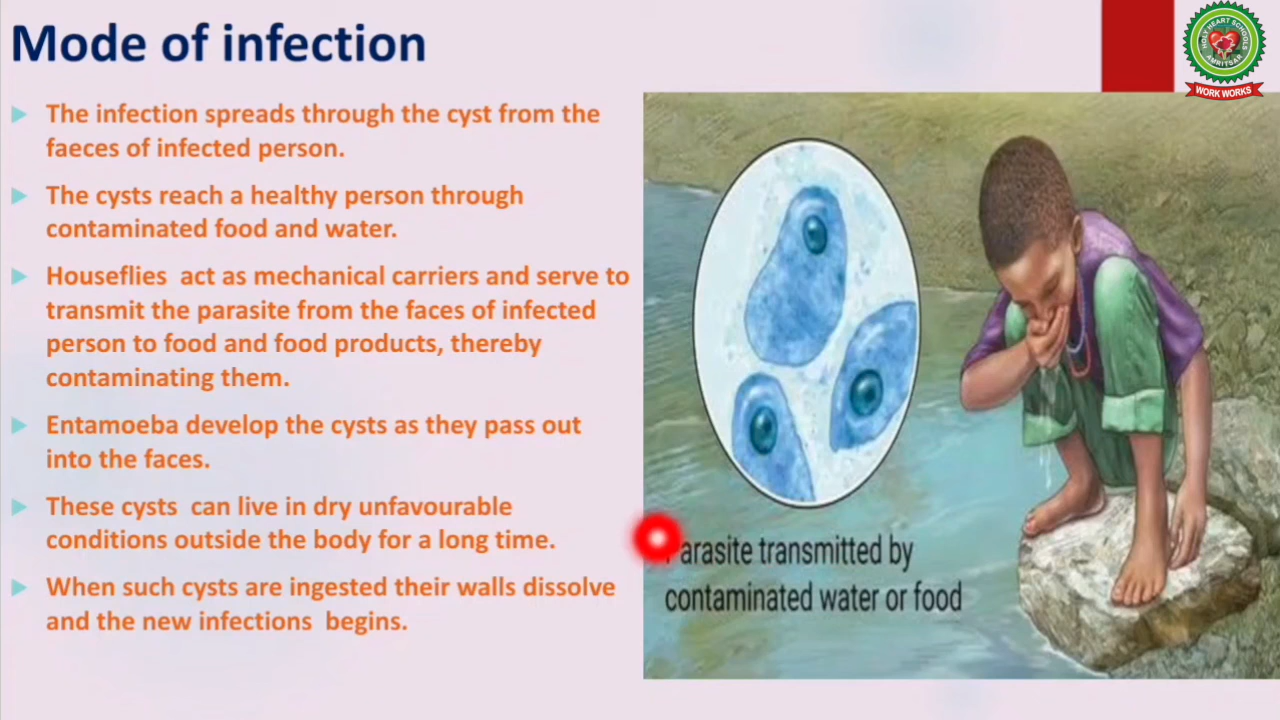 Mode of infection
The infection spreads through the cyst from the
faeces of infected person.
The cysts reach a healthy person through
contaminated food and water.
Houseflies act as mechanical carriers and serve to
transmit the parasite from the faces of infected
person to food and food products, thereby
contaminating them.
Entamoeba develop the cysts as they pass out
into the faces.
These cysts can live in dry unfavourable
conditions outside the body for a long time.
When such cysts are ingested their walls dissolve
and the new infections begins.
Parasite transmitted by
contaminated water or food
HOLY HEART SCHOOLS
AMRITSAR
WORK WORKS